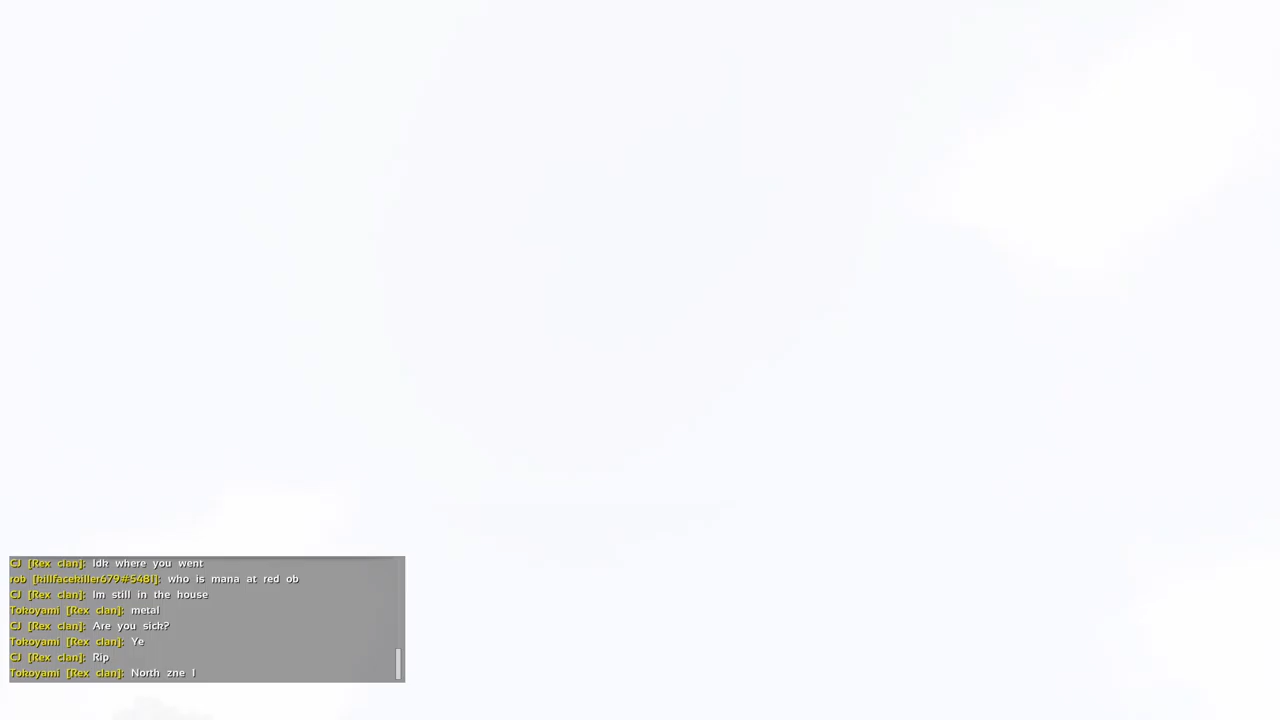 CJ [Rex clan]: Idk where you went
rob [killfacekiller679#5481]: who is mana at red ob
CJ [Rex clan]: Im still in the house
Tokoyami [Rex clan]: metal
CJ [Rex clan]: Are you sick?
Tokoyami [Rex clan]: Ye
CJ [Rex clan]: Rip
Tokoyami [Rex clan]: North zne !